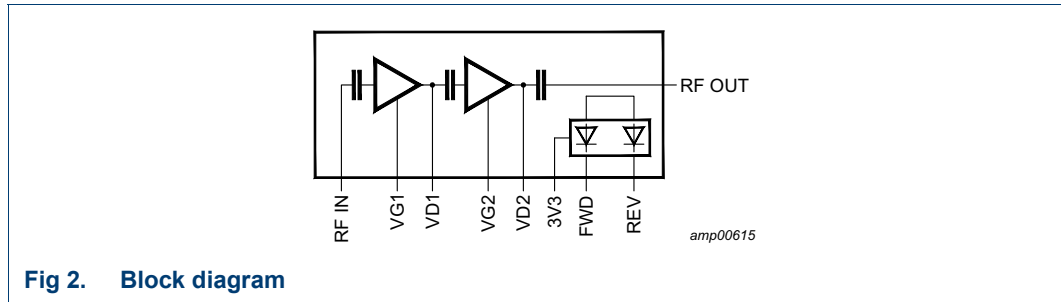 RF OUT
RF IN
VG1
VD1
VG2
VD2
3V3
FWD
REV
amp00615
Fig 2. Block diagram